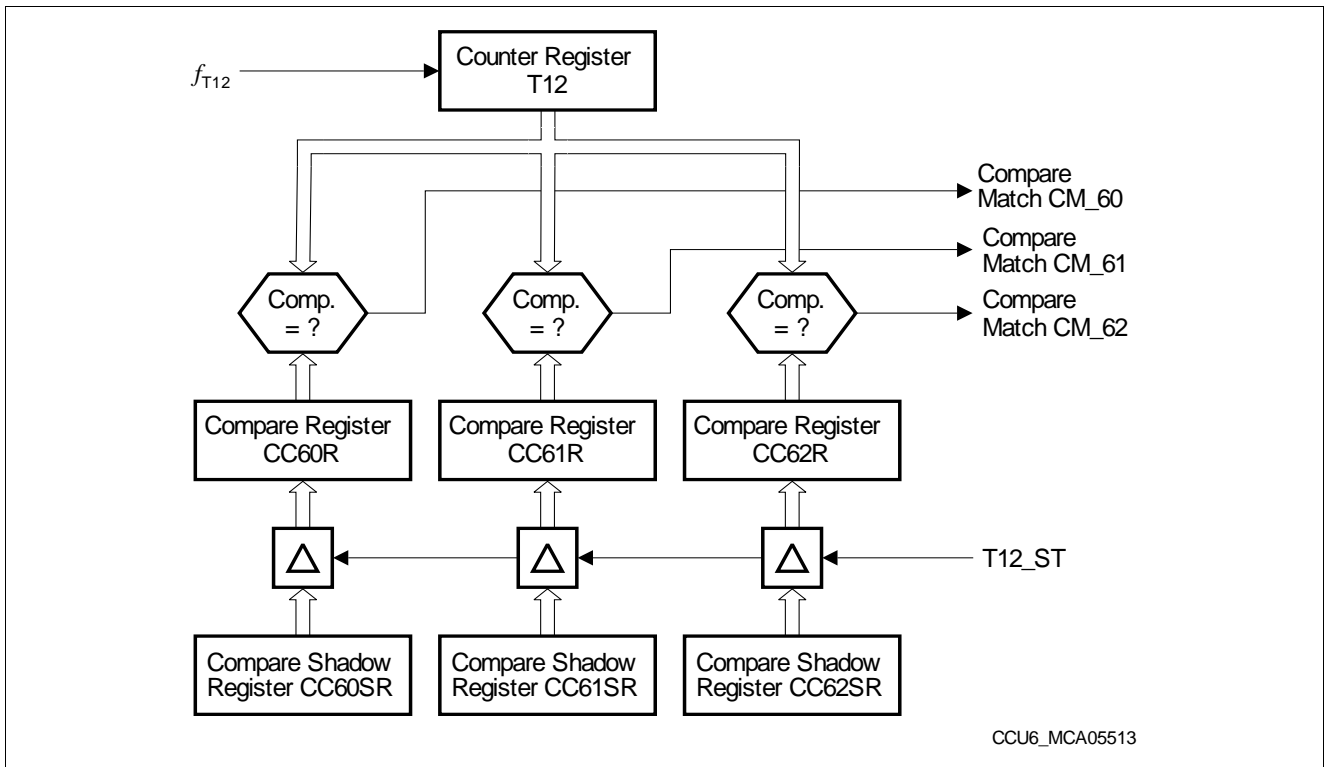 Counter Register
T12
fT12
Compare
Match CM_60
Compare
Match CM_61
Compare
Match CM_62
Comp.
= ?
Comp.
= ?
Comp.
= ?
Compare Register
CC60R
Compare Register
CC61R
Compare Register
CC62R
T12_ST
Compare Shadow
Register CC60SR
Compare Shadow
Register CC61SR
Compare Shadow
Register CC62SR
CCU6_MCA05513